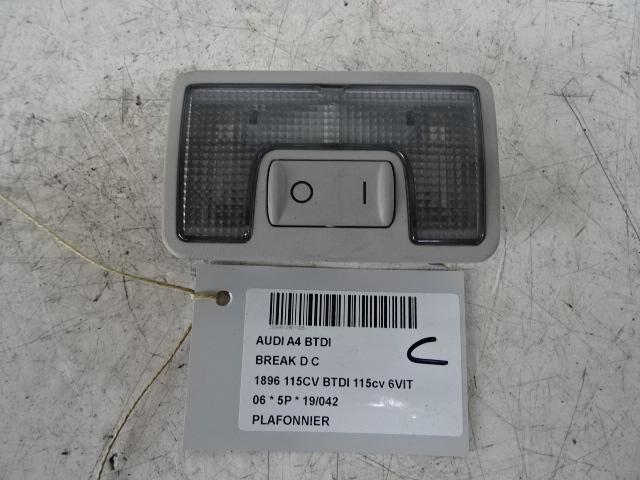 O I
AUDI A4 BTDI
BREAK D C
1896 115CV BTDI 115cv 6VIT
06 * 5P * 19/042
PLAFONNIER
C